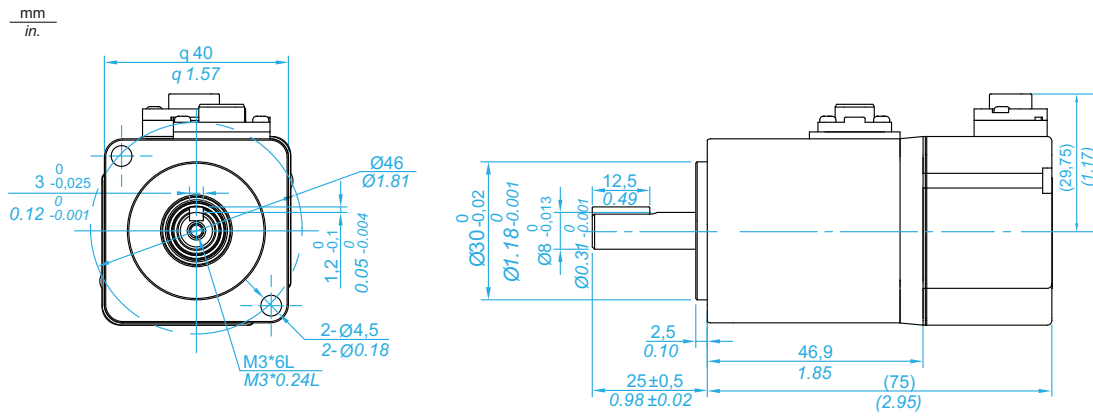 mm
in.
q 40
q 1.57
Ø46
Ø1.81
0
3 -0,025
0
0.12 -0.001
0
1,2 -0,1
0
0.05 -0.004
2-Ø4,5
2-Ø0.18
M3*6L
M3*0.24L
0
Ø30 -0,02
0
Ø1.18 -0.001
0
Ø8 -0,013
0
Ø0.31 -0.001
12,5
0.49
2,5
0.10
25±0,5
0.98±0.02
46,9
1.85
(75)
(2.95)
(29,75)
(1.17)